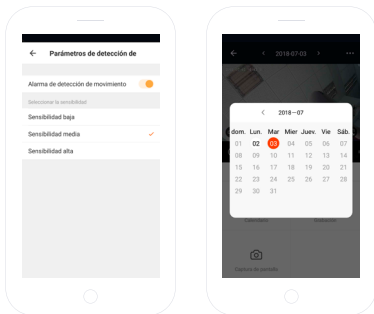 ← Parámetros de detección de
Alarma de detección de movimiento
Seleccionar la sensibilidad
Sensibilidad baja
Sensibilidad media
Sensibilidad alta
← < 2018-07-03 > •••
< 2018—07
dom. Lun. Mar Mier Juev. Vie Sáb.
01 02 03 04 05 06 07
08 09 10 11 12 13 14
15 16 17 18 19 20 21
22 23 24 25 26 27 28
29 30 31
Calendario
Captura de pantalla